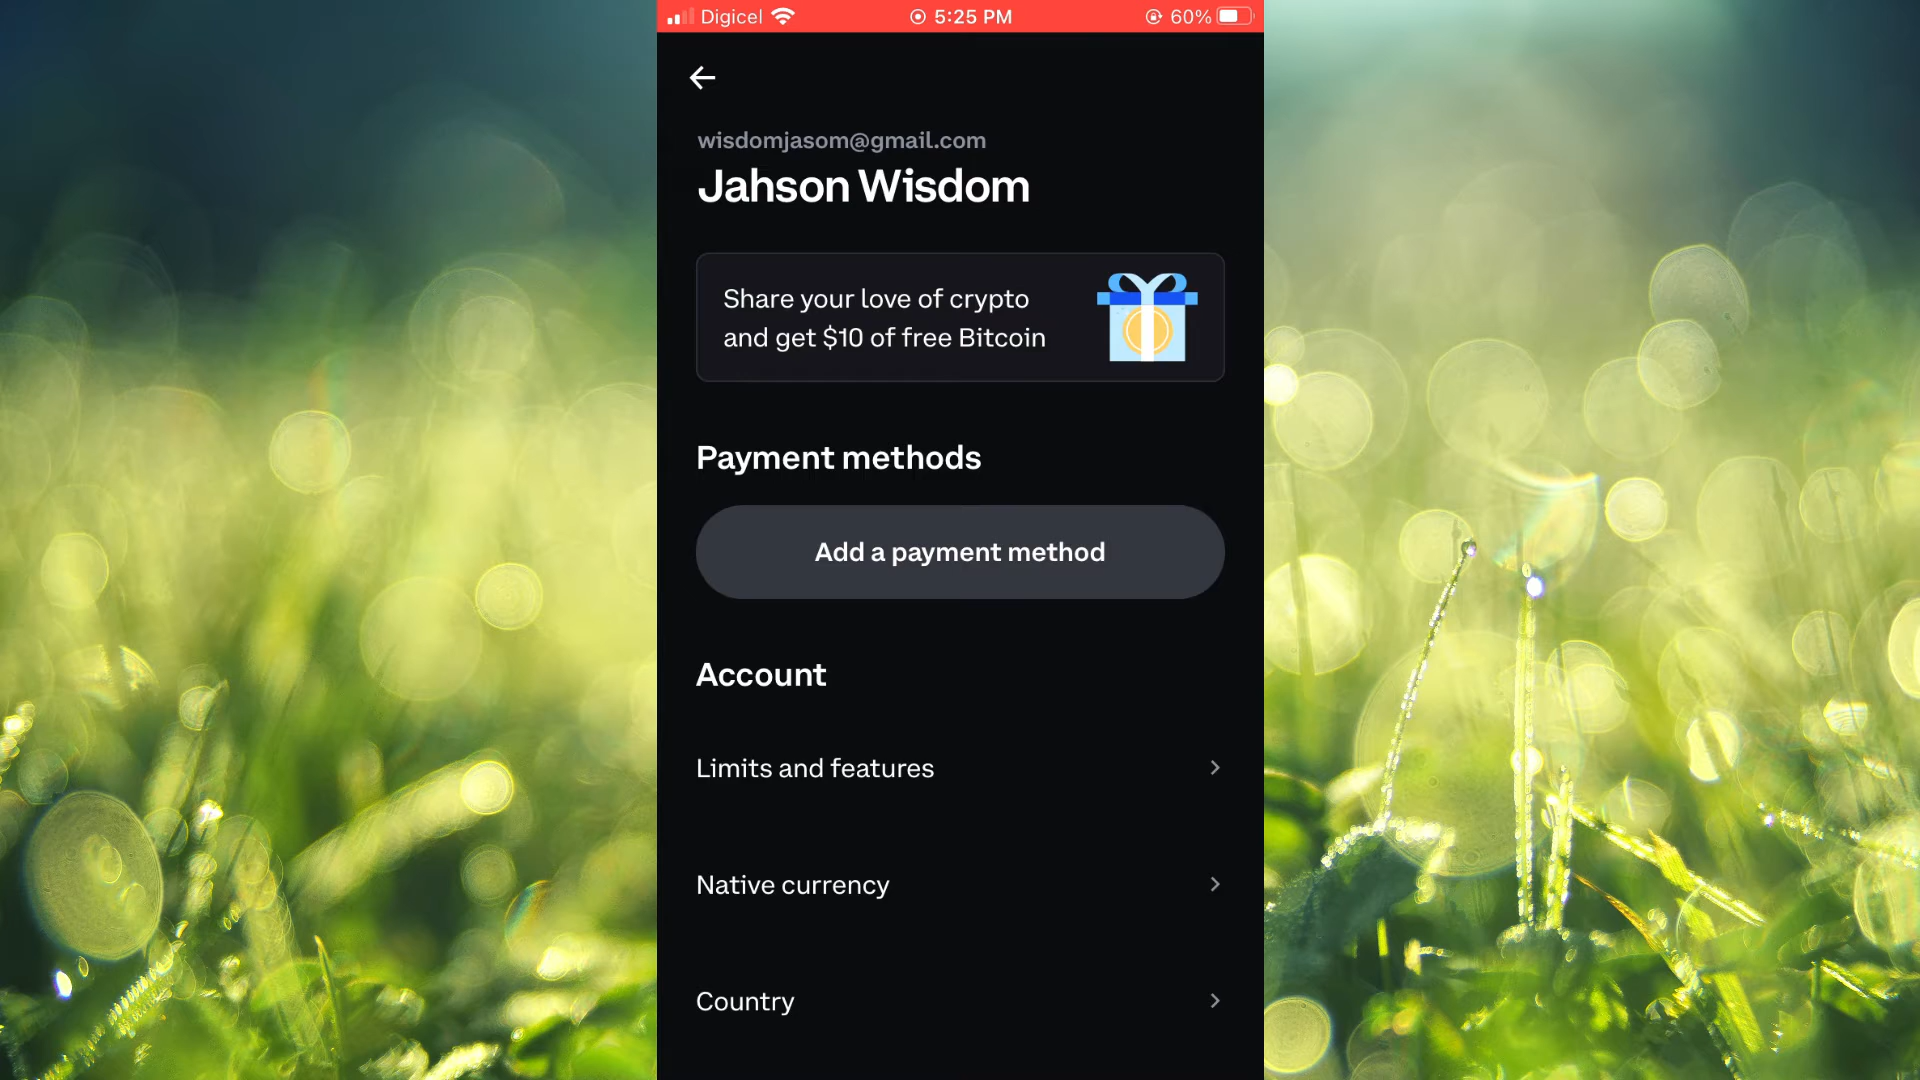 Digicel 5:25 PM 60%
wisdomjasom@gmail.com
Jahson Wisdom
Share your love of crypto
and get $10 of free Bitcoin
Payment methods
Add a payment method
Account
Limits and features
Native currency
Country